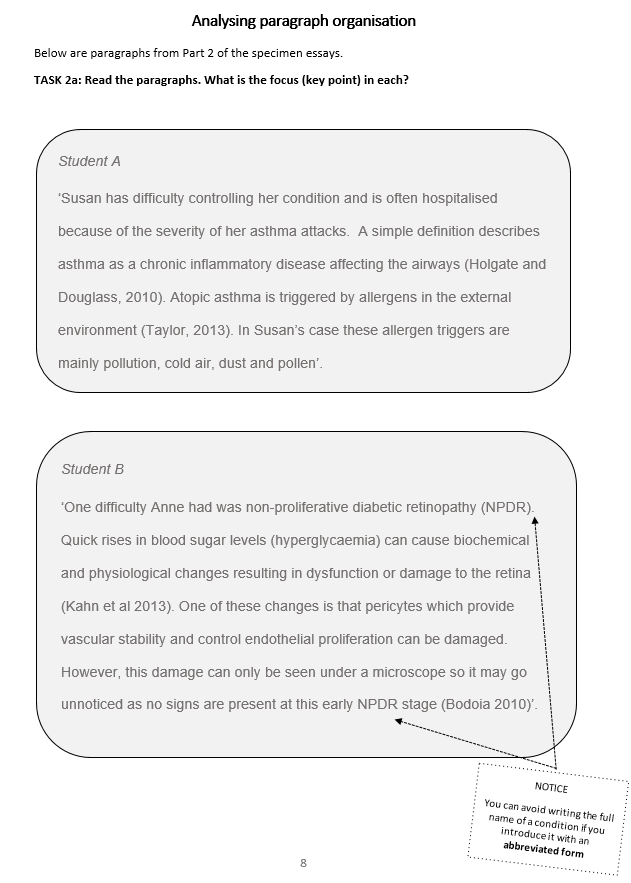 Analysing paragraph organisation
Below are paragraphs from Part 2 of the specimen essays.
TASK 2a: Read the paragraphs. What is the focus (key point) in each?
Student A
‘Susan has difficulty controlling her condition and is often hospitalised
because of the severity of her asthma attacks.  A simple definition describes
asthma as a chronic inflammatory disease affecting the airways (Holgate and
Douglass, 2010). Atopic asthma is triggered by allergens in the external
environment (Taylor, 2013). In Susan’s case these allergen triggers are
mainly pollution, cold air, dust and pollen’.
Student B
‘One difficulty Anne had was non-proliferative diabetic retinopathy (NPDR).
Quick rises in blood sugar levels (hyperglycaemia) can cause biochemical
and physiological changes resulting in dysfunction or damage to the retina
(Kahn et al 2013). One of these changes is that pericytes which provide
vascular stability and control endothelial proliferation can be damaged.
However, this damage can only be seen under a microscope so it may go
unnoticed as no signs are present at this early NPDR stage (Bodoia 2010)’.
NOTICE
You can avoid writing the full
name of a condition if you
introduce it with an
abbreviated form
8